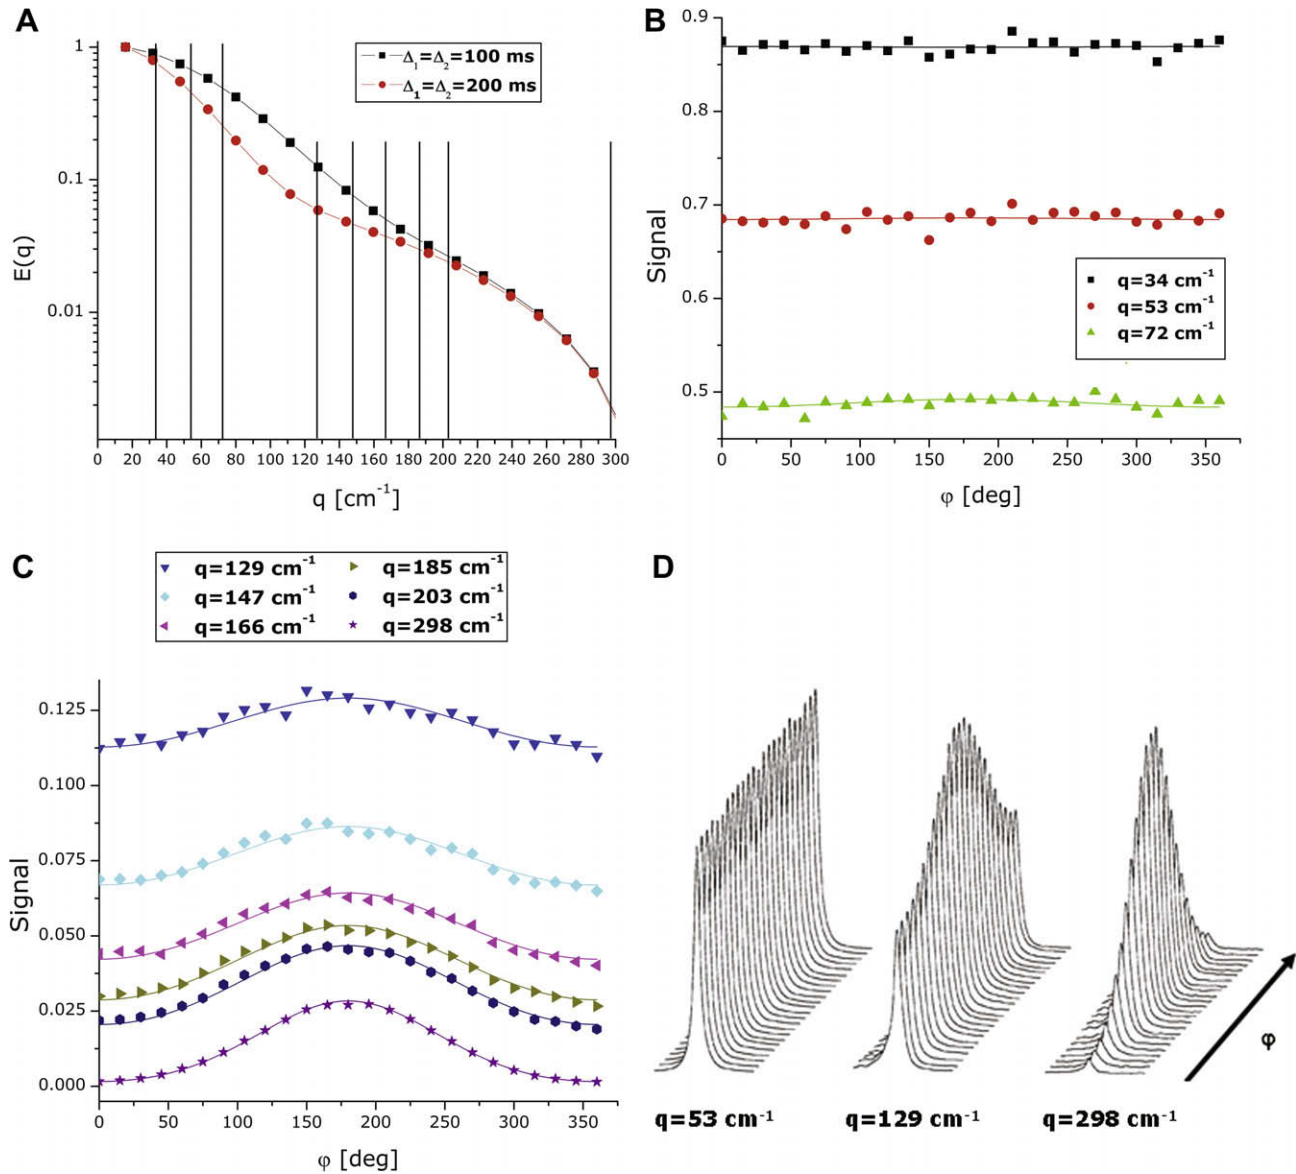 A
Δ₁=Δ₂=100 ms
Δ₁=Δ₂=200 ms
1
0.1
0.01
E(q)
0 20 40 60 80 100 120 140 160 180 200 220 240 260 280 300
q [cm⁻¹]
B
0.9
0.8
0.7
0.6
0.5
Signal
q=34 cm⁻¹
q=53 cm⁻¹
q=72 cm⁻¹
0 50 100 150 200 250 300 350
φ [deg]
C
q=129 cm⁻¹ q=185 cm⁻¹
q=147 cm⁻¹ q=203 cm⁻¹
q=166 cm⁻¹ q=298 cm⁻¹
0.125
0.100
0.075
0.050
0.025
0.000
Signal
0 50 100 150 200 250 300 350
φ [deg]
D
φ
q=53 cm⁻¹ q=129 cm⁻¹ q=298 cm⁻¹